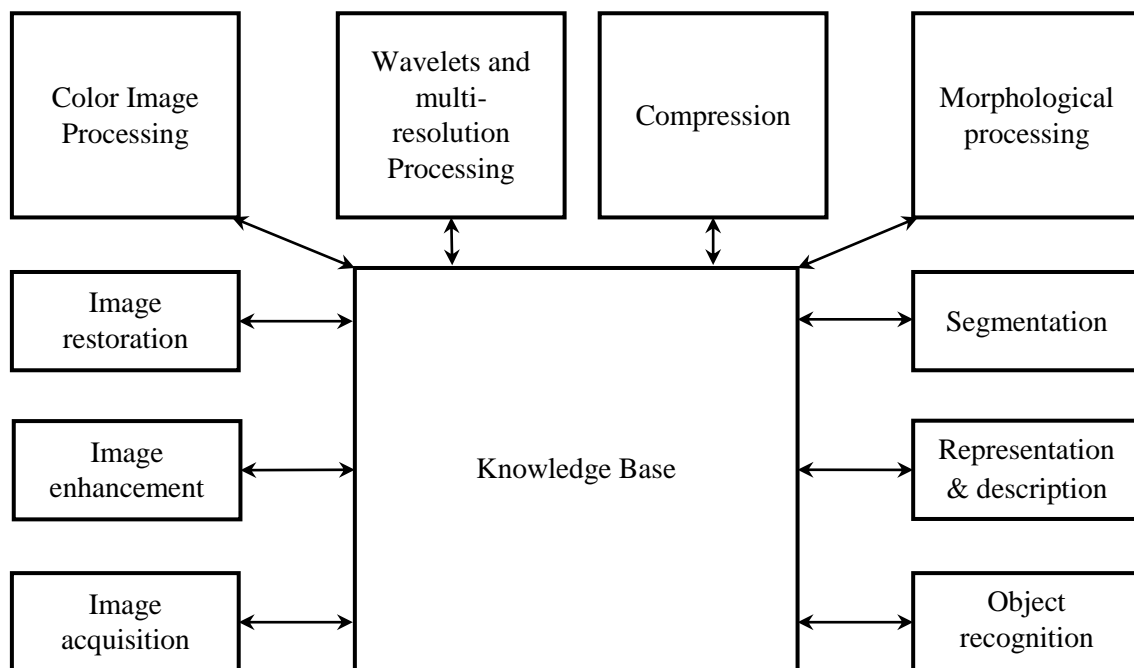 Color Image
Processing
Wavelets and
multi-
resolution
Processing
Compression
Morphological
processing
Image
restoration
Segmentation
Image
enhancement
Knowledge Base
Representation
& description
Image
acquisition
Object
recognition